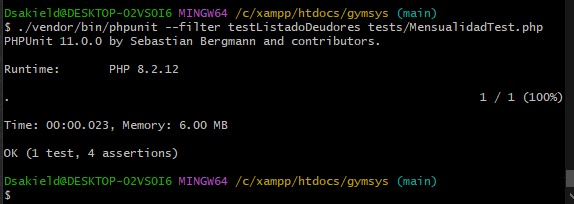 Dsakield@DESKTOP-O2VSOI6 MINGW64 /c/xampp/htdocs/gymsys (main)
$ ./vendor/bin/phpunit --filter testListadoDeudores tests/MensualidadTest.php
PHPUnit 11.0.0 by Sebastian Bergmann and contributors.
Runtime:       PHP 8.2.12
.                                                                   1 / 1 (100%)
Time: 00:00.023, Memory: 6.00 MB
OK (1 test, 4 assertions)
Dsakield@DESKTOP-O2VSOI6 MINGW64 /c/xampp/htdocs/gymsys (main)
$